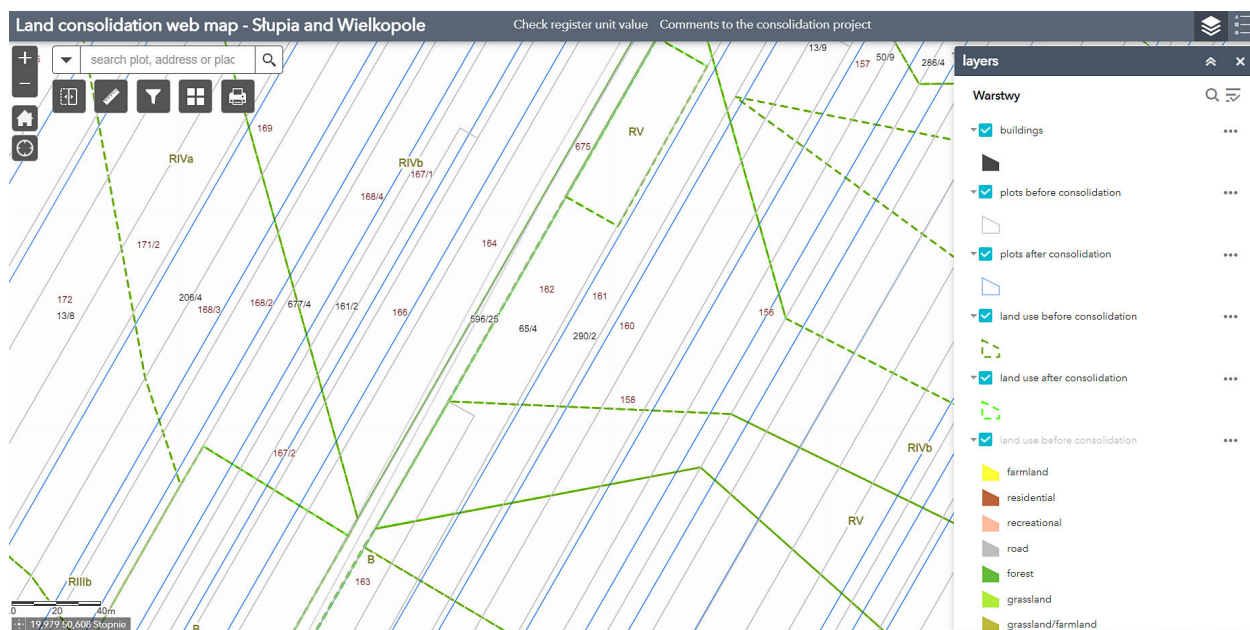 Land consolidation web map - Słupia and Wielkopole
Check register unit value
Comments to the consolidation project
search plot, address or plac
layers
Warstwy
buildings
plots before consolidation
plots after consolidation
land use before consolidation
land use after consolidation
land use before consolidation
farmland
residential
recreational
road
forest
grassland
grassland/farmland
13/9
157
50/9
286/4
169
RIVa
RIVb
167/1
168/4
675
RV
171/2
164
172
13/8
206/4
168/3
168/2
677/4
161/2
166
162
161
596/25
65/4
290/2
160
156
158
167/2
RIVb
RV
B
163
RIIIb
B
0 20 40m
19,979 50,608 Stopnie